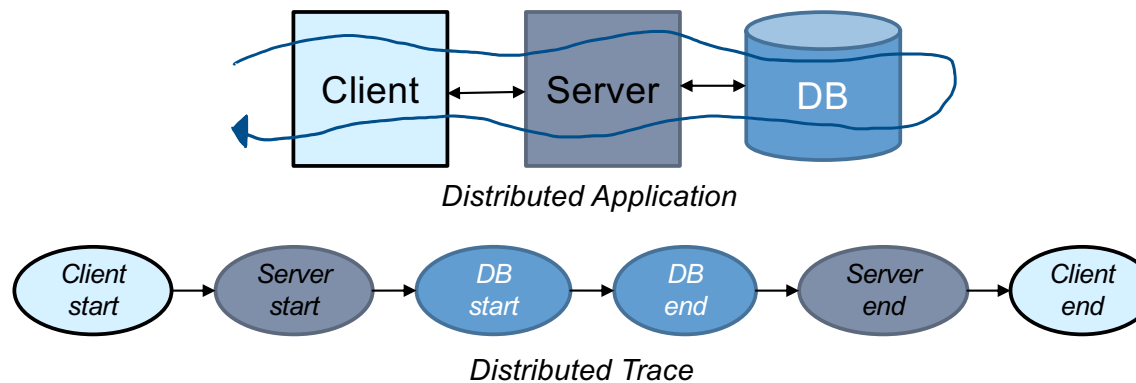 Client
Server
DB
Distributed Application
Client
start
Server
start
DB
start
DB
end
Server
end
Client
end
Distributed Trace